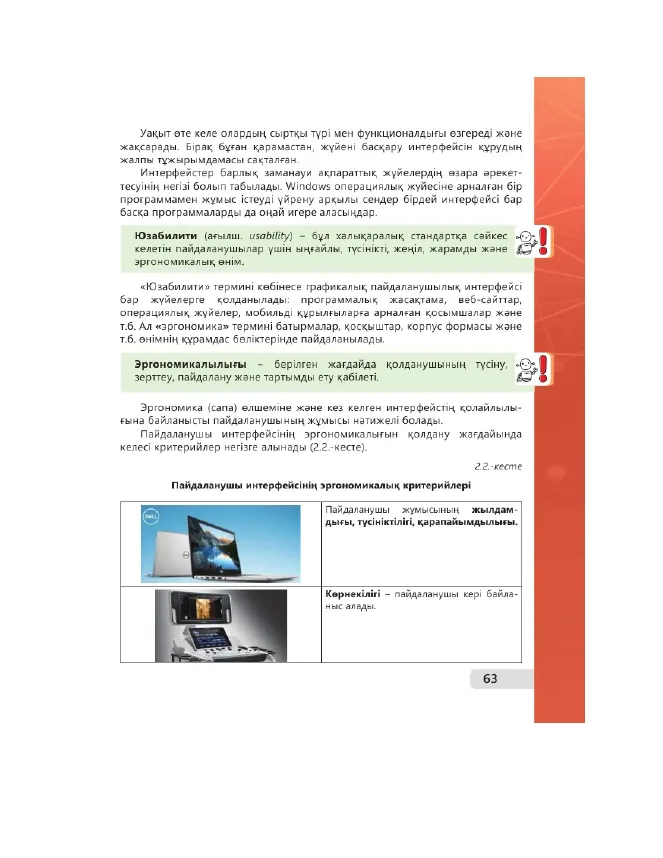 Уақыт өте келе олардың сыртқы түрі мен функционалдығы өзгереді және
жақсарады. Бірақ бұған қарамастан, жүйені басқару интерфейсін құрудың
жалпы тұжырымдамасы сақталған.
Интерфейстер барлық заманауи ақпараттық жүйелердің өзара әрекет-
тесуінің негізі болып табылады. Windows операциялық жүйесіне арналған бір
программамен жұмыс істеуді үйрену арқылы сендер бірдей интерфейсі бар
басқа программаларды да оңай игере аласыңдар.
Юзабилити (ағылш. usability) – бұл халықаралық стандартқа сәйкес
келетін пайдаланушылар үшін ыңғайлы, түсінікті, жеңіл, жарамды және
эргономикалық өнім.
«Юзабилити» термині көбінесе графикалық пайдаланушылық интерфейсі
бар жүйелерге қолданылады: программалық жасақтама, веб-сайттар,
операциялық жүйелер, мобильді құрылғыларға арналған қосымшалар және
т.б. Ал «эргономика» термині батырмалар, қосқыштар, корпус формасы және
т.б. өнімнің құрамдас бөліктерінде пайдаланылады.
Эргономикалылығы – берілген жағдайда қолданушының түсіну,
зерттеу, пайдалану және тартымды ету қабілеті.
Эргономика (сапа) өлшеміне және кез келген интерфейстің қолайлылы-
ғына байланысты пайдаланушының жұмысы нәтижелі болады.
Пайдаланушы интерфейсінің эргономикалығын қолдану жағдайында
келесі критерийлер негізге алынады (2.2.-кесте).
2.2.-кесте
Пайдаланушы интерфейсінің эргономикалық критерийлері
DELL
Пайдаланушы жұмысының жылдам-
дығы, түсініктілігі, қарапайымдылығы.
Көрнекілігі – пайдаланушы кері байла-
ныс алады.
63